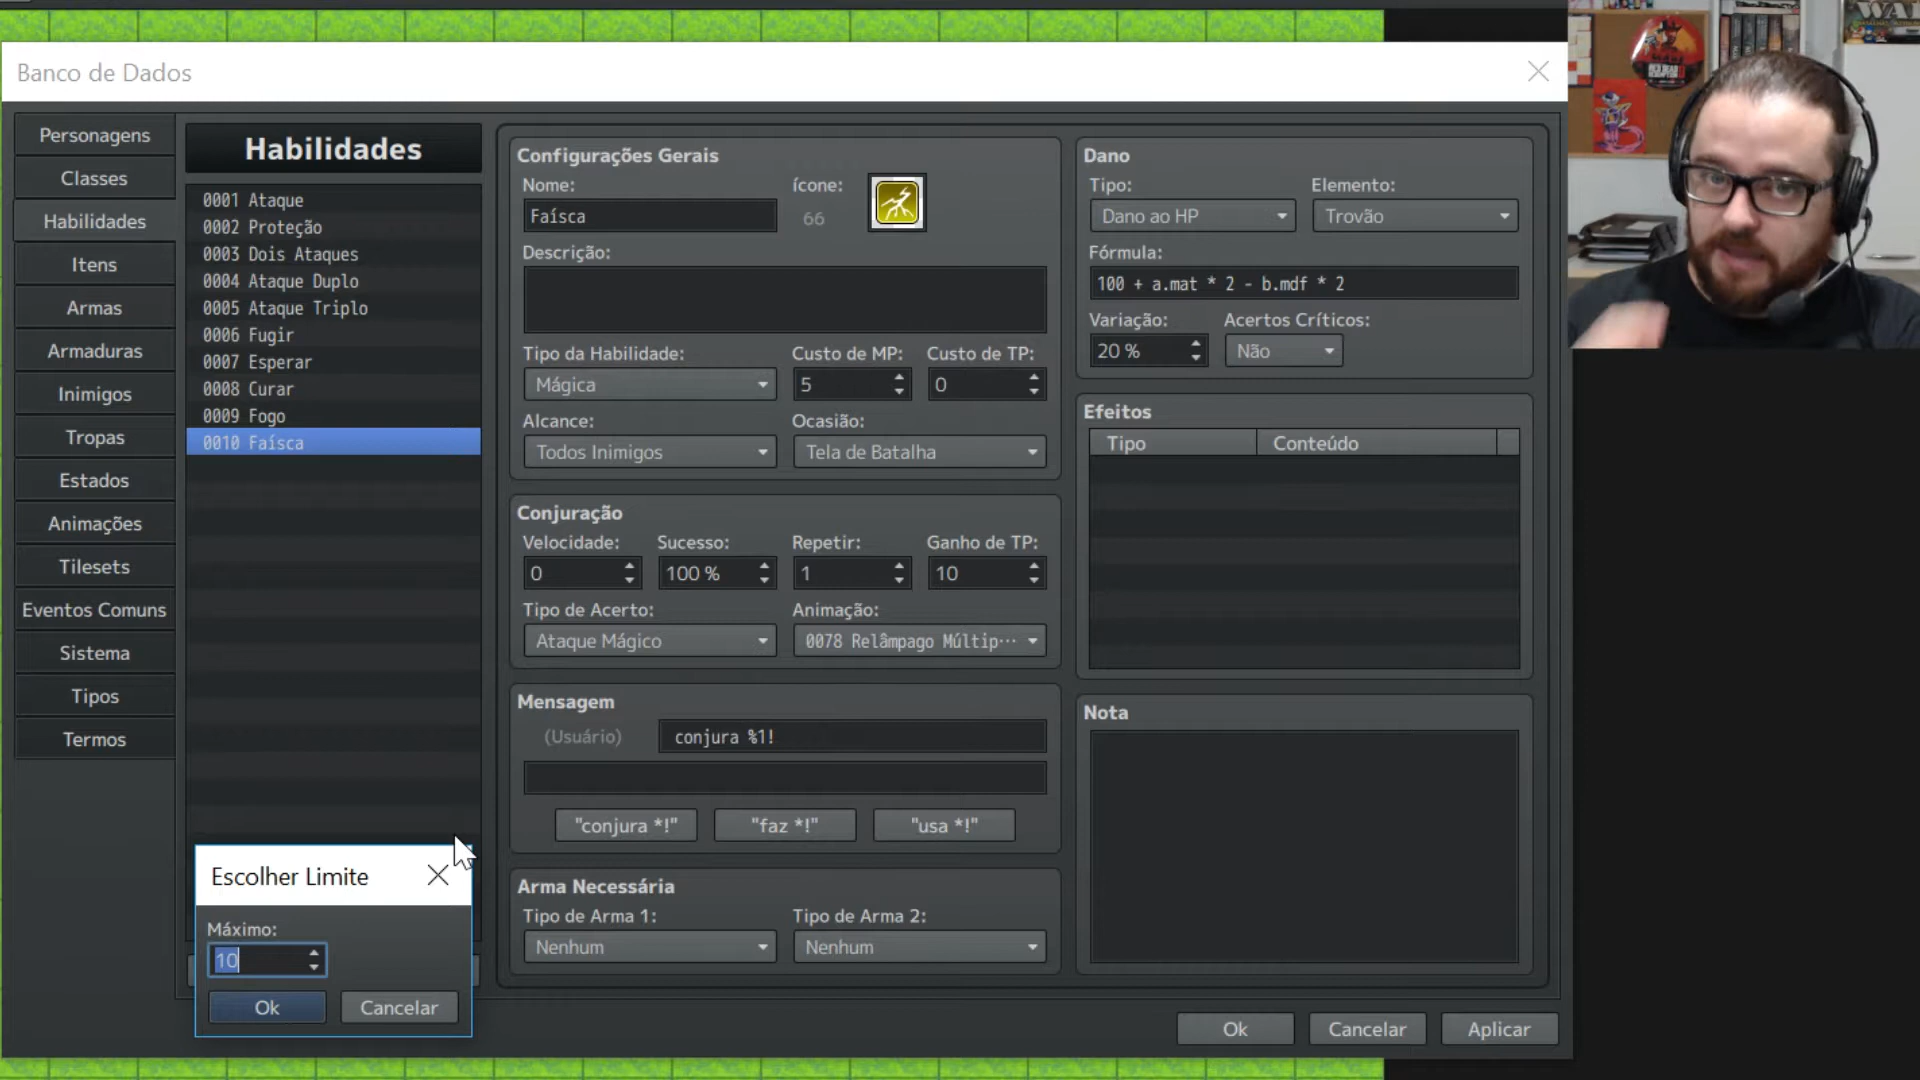 Banco de Dados
Personagens
Classes
Habilidades
Itens
Armas
Armaduras
Inimigos
Tropas
Estados
Animações
Tilesets
Eventos Comuns
Sistema
Tipos
Termos
Habilidades
0001 Ataque
0002 Proteção
0003 Dois Ataques
0004 Ataque Duplo
0005 Ataque Triplo
0006 Fugir
0007 Esperar
0008 Curar
0009 Fogo
0010 Faísca
Escolher Limite
Máximo:
10
Ok Cancelar
Configurações Gerais
Nome: ícone:
Faísca 66
Descrição:
Tipo da Habilidade: Custo de MP: Custo de TP:
Mágica 5 0
Alcance: Ocasião:
Todos Inimigos Tela de Batalha
Conjuração
Velocidade: Sucesso: Repetir: Ganho de TP:
0 100 % 1 10
Tipo de Acerto: Animação:
Ataque Mágico 0078 Relâmpago Múltip…
Mensagem
(Usuário) conjura %1!
"conjura *!" "faz *!" "usa *!"
Arma Necessária
Tipo de Arma 1: Tipo de Arma 2:
Nenhum Nenhum
Dano
Tipo: Elemento:
Dano ao HP Trovão
Fórmula:
100 + a.mat * 2 - b.mdf * 2
Variação: Acertos Críticos:
20 % Não
Efeitos
Tipo Conteúdo
Nota
Ok Cancelar Aplicar